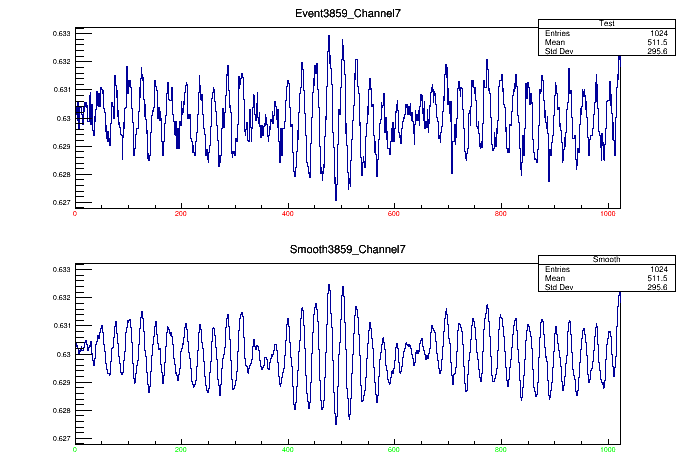 Event3859_Channel7
Test
Entries 1024
Mean 511.5
Std Dev 295.6
0.633
0.632
0.631
0.63
0.629
0.628
0.627
0 200 400 600 800 1000
Smooth3859_Channel7
Smooth
Entries 1024
Mean 511.5
Std Dev 295.6
0.633
0.632
0.631
0.63
0.629
0.628
0.627
0 200 400 600 800 1000